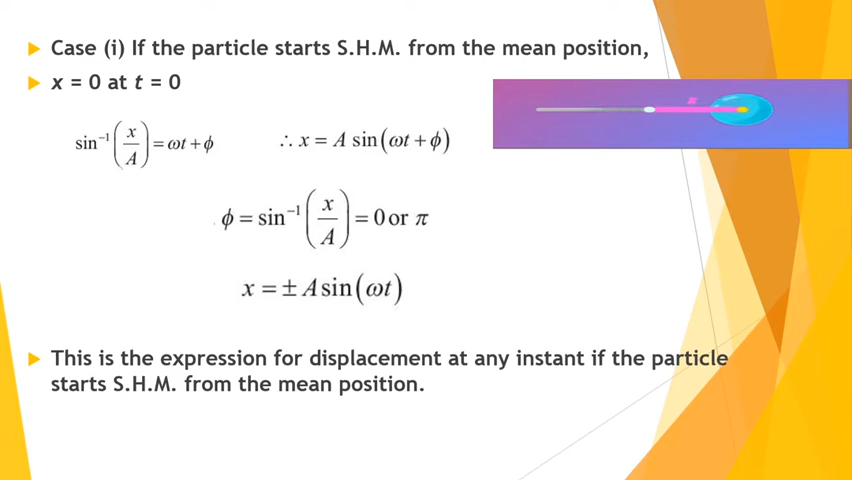 Case (i) If the particle starts S.H.M. from the mean position,
x = 0 at t = 0
x
sin⁻¹(x/A) = ωt + ϕ
∴ x = A sin(ωt + ϕ)
ϕ = sin⁻¹(x/A) = 0 or π
x = ± A sin(ωt)
This is the expression for displacement at any instant if the particle
starts S.H.M. from the mean position.